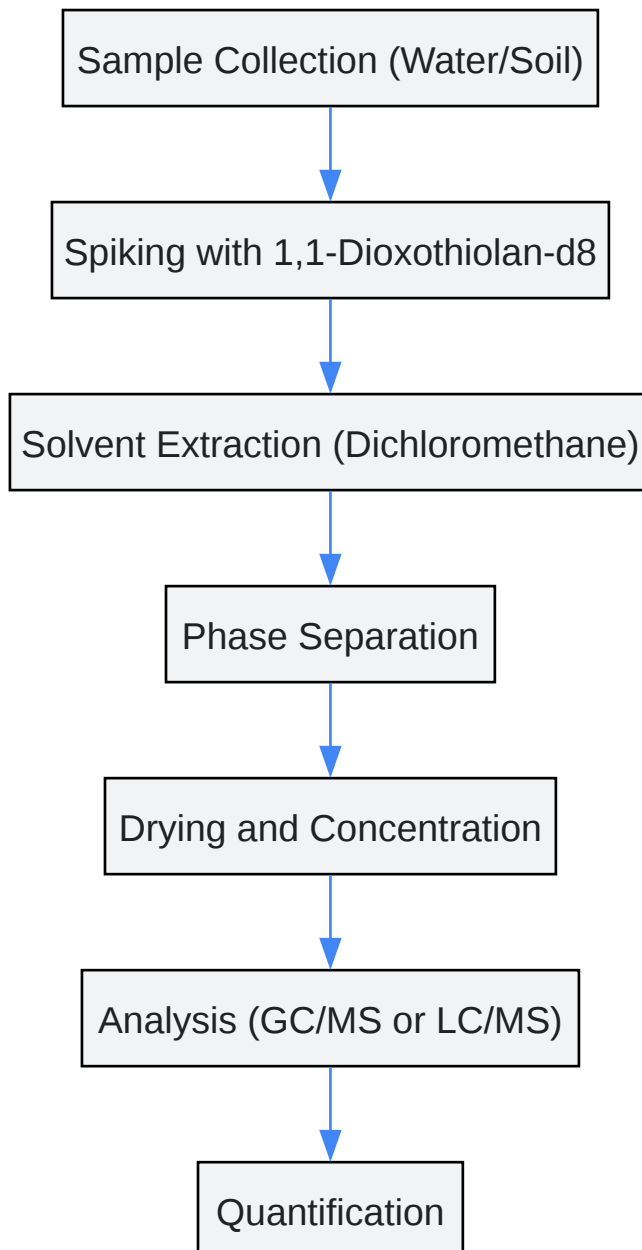 Sample Collection (Water/Soil)
Spiking with 1,1-Dioxothiolan-d8
Solvent Extraction (Dichloromethane)
Phase Separation
Drying and Concentration
Analysis (GC/MS or LC/MS)
Quantification